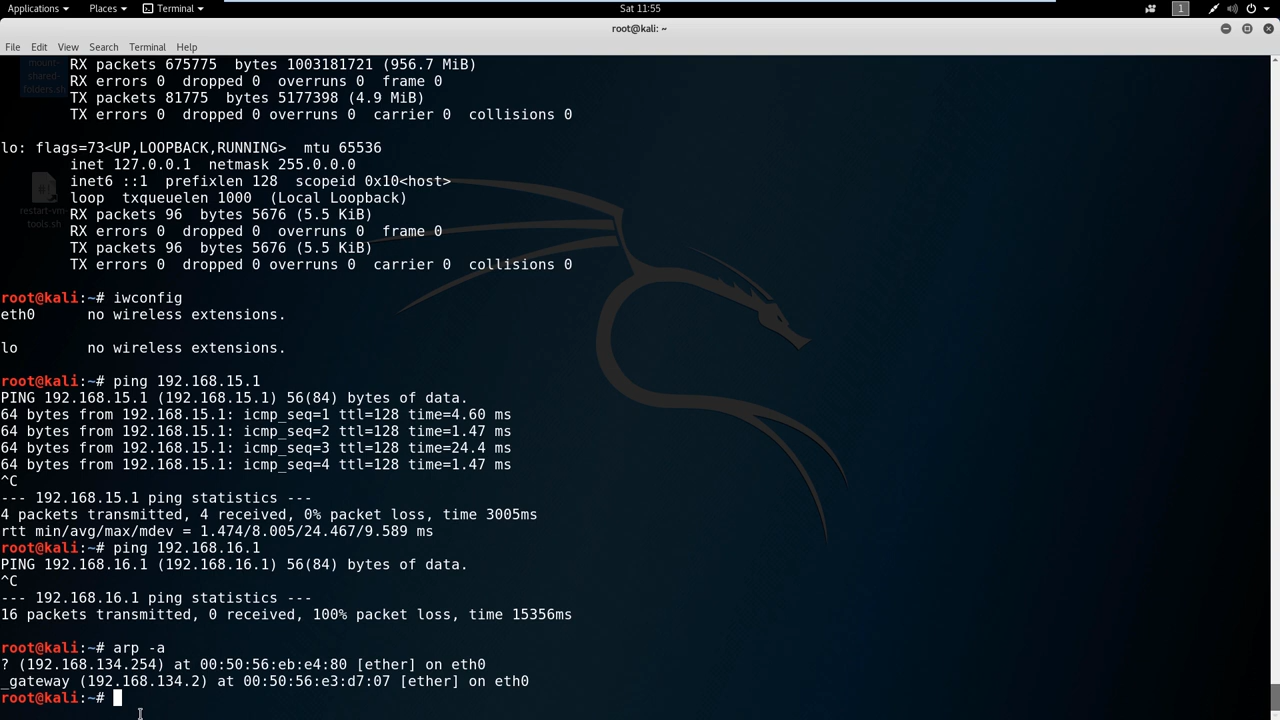 Applications Places Terminal Sat 11:55 1
root@kali: ~
File Edit View Search Terminal Help
mount-
shared-
folders.sh
restart-vm-
tools.sh
RX packets 675775  bytes 1003181721 (956.7 MiB)
RX errors 0  dropped 0  overruns 0  frame 0
TX packets 81775  bytes 5177398 (4.9 MiB)
TX errors 0  dropped 0 overruns 0  carrier 0  collisions 0
lo: flags=73<UP,LOOPBACK,RUNNING>  mtu 65536
inet 127.0.0.1  netmask 255.0.0.0
inet6 ::1  prefixlen 128  scopeid 0x10<host>
loop  txqueuelen 1000  (Local Loopback)
RX packets 96  bytes 5676 (5.5 KiB)
RX errors 0  dropped 0  overruns 0  frame 0
TX packets 96  bytes 5676 (5.5 KiB)
TX errors 0  dropped 0 overruns 0  carrier 0  collisions 0
root@kali:~# iwconfig
eth0      no wireless extensions.
lo        no wireless extensions.
root@kali:~# ping 192.168.15.1
PING 192.168.15.1 (192.168.15.1) 56(84) bytes of data.
64 bytes from 192.168.15.1: icmp_seq=1 ttl=128 time=4.60 ms
64 bytes from 192.168.15.1: icmp_seq=2 ttl=128 time=1.47 ms
64 bytes from 192.168.15.1: icmp_seq=3 ttl=128 time=24.4 ms
64 bytes from 192.168.15.1: icmp_seq=4 ttl=128 time=1.47 ms
^C
--- 192.168.15.1 ping statistics ---
4 packets transmitted, 4 received, 0% packet loss, time 3005ms
rtt min/avg/max/mdev = 1.474/8.005/24.467/9.589 ms
root@kali:~# ping 192.168.16.1
PING 192.168.16.1 (192.168.16.1) 56(84) bytes of data.
^C
--- 192.168.16.1 ping statistics ---
16 packets transmitted, 0 received, 100% packet loss, time 15356ms
root@kali:~# arp -a
? (192.168.134.254) at 00:50:56:eb:e4:80 [ether] on eth0
_gateway (192.168.134.2) at 00:50:56:e3:d7:07 [ether] on eth0
root@kali:~#